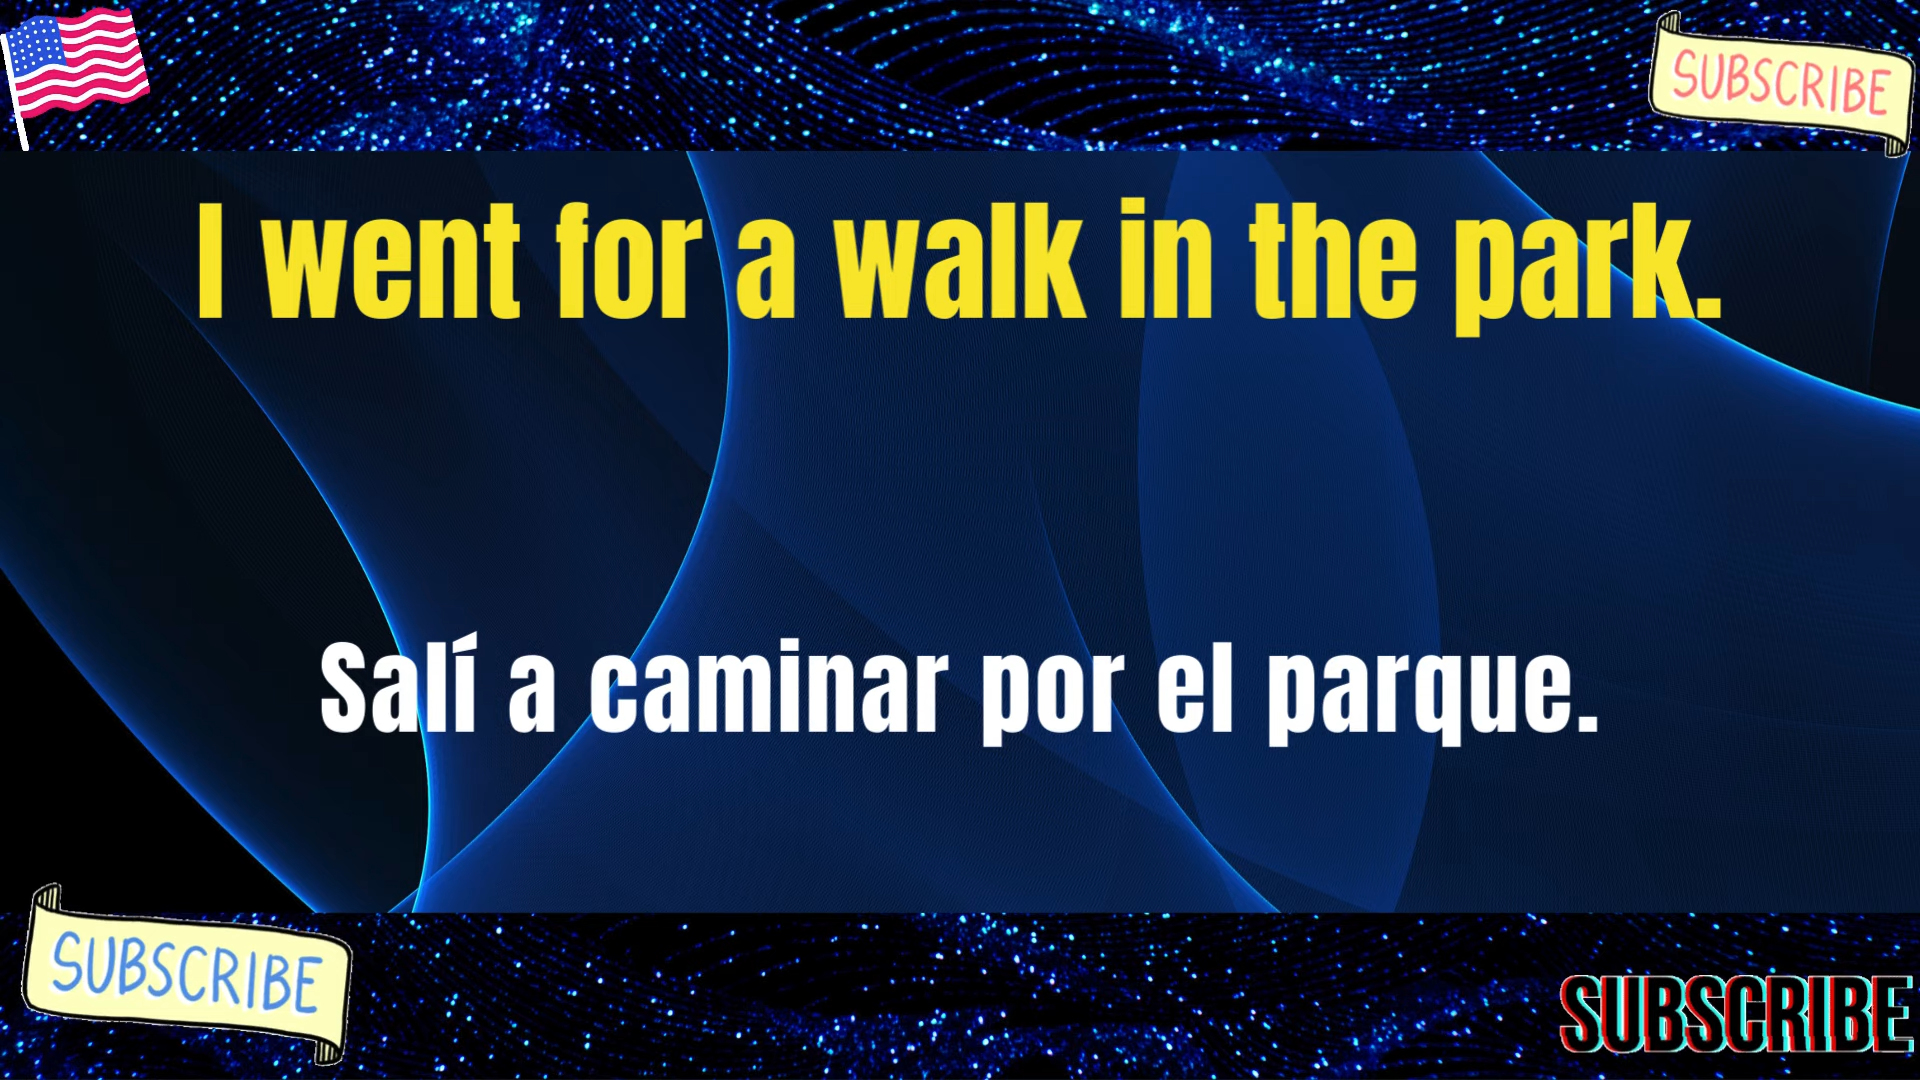 SUBSCRIBE
I went for a walk in the park.
Salí a caminar por el parque.
SUBSCRIBE
SUBSCRIBE